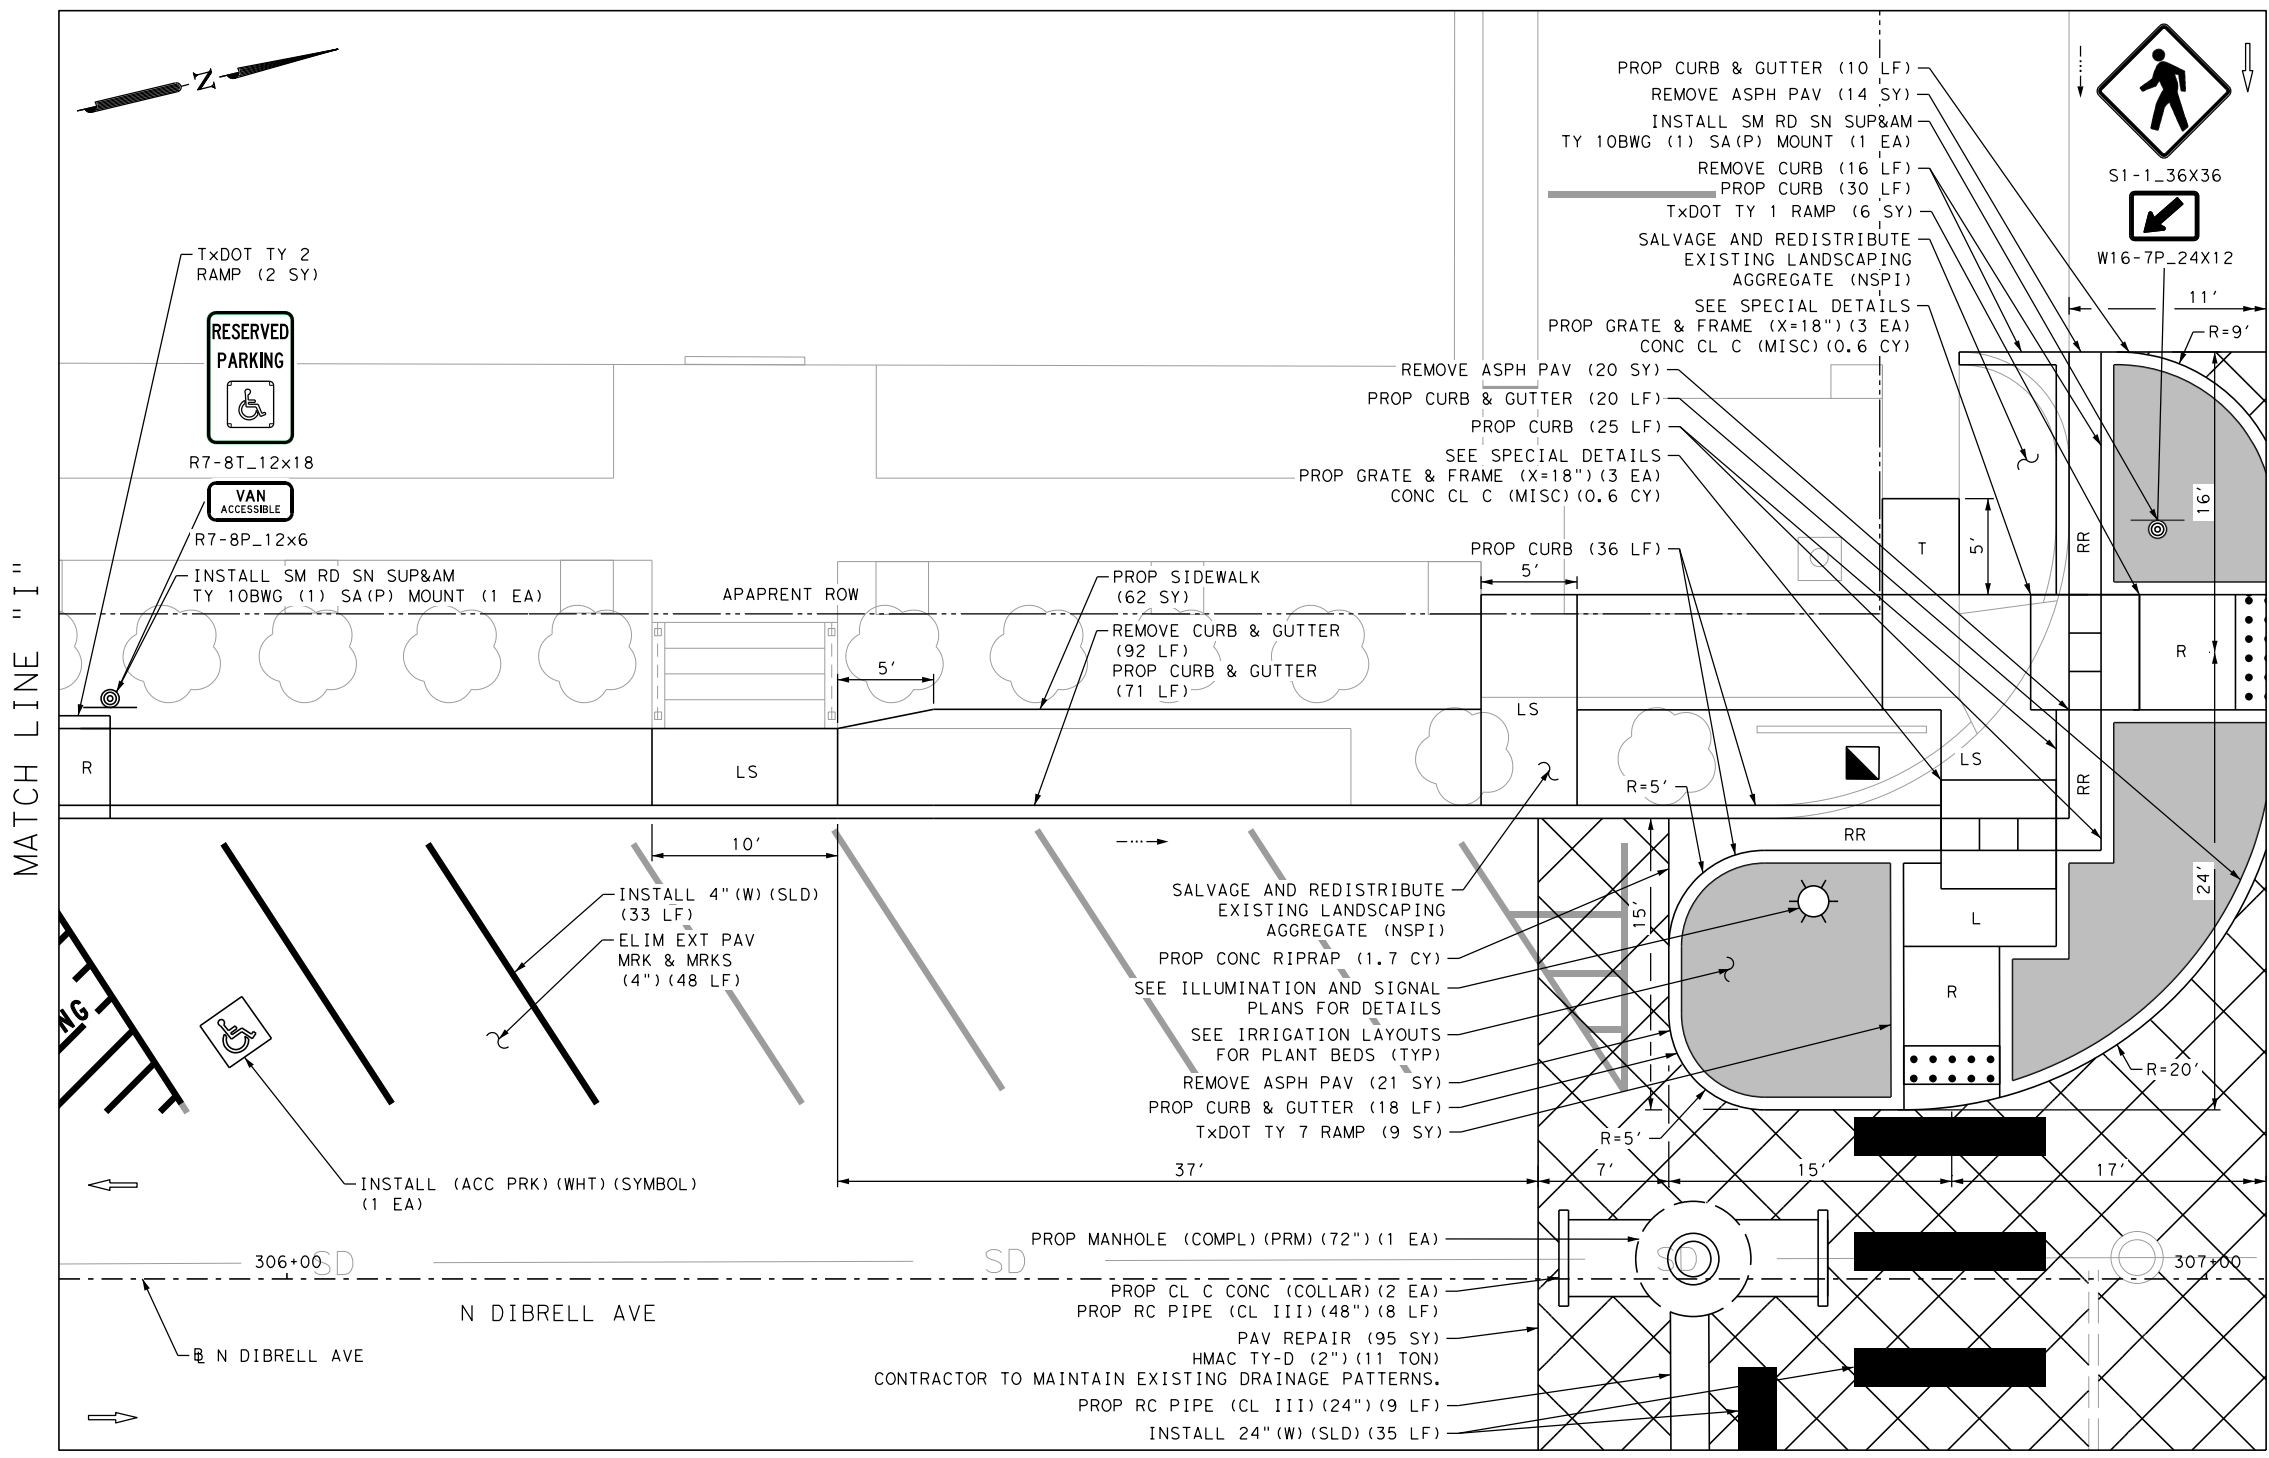 N
PROP CURB & GUTTER (10 LF)
REMOVE ASPH PAV (14 SY)
INSTALL SM RD SN SUP&AM
TY 10BWG (1) SA(P) MOUNT (1 EA)
REMOVE CURB (16 LF)
PROP CURB (30 LF)
TxDOT TY 1 RAMP (6 SY)
SALVAGE AND REDISTRIBUTE
EXISTING LANDSCAPING
AGGREGATE (NSPI)
SEE SPECIAL DETAILS
PROP GRATE & FRAME (X=18")(3 EA)
CONC CL C (MISC)(0.6 CY)
S1-1_36X36
W16-7P_24X12
11'
R=9'
TxDOT TY 2
RAMP (2 SY)
RESERVED
PARKING
R7-8T_12x18
VAN
ACCESSIBLE
R7-8P_12x6
INSTALL SM RD SN SUP&AM
TY 10BWG (1) SA(P) MOUNT (1 EA)
REMOVE ASPH PAV (20 SY)
PROP CURB & GUTTER (20 LF)
PROP CURB (25 LF)
SEE SPECIAL DETAILS
PROP GRATE & FRAME (X=18")(3 EA)
CONC CL C (MISC)(0.6 CY)
PROP CURB (36 LF)
5'
T
5'
RR
16'
APAPRENT ROW
PROP SIDEWALK
(62 SY)
REMOVE CURB & GUTTER
(92 LF)
PROP CURB & GUTTER
(71 LF)
5'
R
LS
LS
RR
MATCH LINE "I"
R
LS
R=5'
RR
10'
24'
15'
L
R
R=20'
R=5'
INSTALL 4"(W)(SLD)
(33 LF)
ELIM EXT PAV
MRK & MRKS
(4")(48 LF)
NG
INSTALL (ACC PRK)(WHT)(SYMBOL)
(1 EA)
SALVAGE AND REDISTRIBUTE
EXISTING LANDSCAPING
AGGREGATE (NSPI)
PROP CONC RIPRAP (1.7 CY)
SEE ILLUMINATION AND SIGNAL
PLANS FOR DETAILS
SEE IRRIGATION LAYOUTS
FOR PLANT BEDS (TYP)
REMOVE ASPH PAV (21 SY)
PROP CURB & GUTTER (18 LF)
TxDOT TY 7 RAMP (9 SY)
37'
7'
15'
17'
PROP MANHOLE (COMPL)(PRM)(72")(1 EA)
306+00
SD
SD
SD
307+00
PROP CL C CONC (COLLAR)(2 EA)
PROP RC PIPE (CL III)(48")(8 LF)
N DIBRELL AVE
BL N DIBRELL AVE
PAV REPAIR (95 SY)
HMAC TY-D (2")(11 TON)
CONTRACTOR TO MAINTAIN EXISTING DRAINAGE PATTERNS.
PROP RC PIPE (CL III)(24")(9 LF)
INSTALL 24"(W)(SLD)(35 LF)